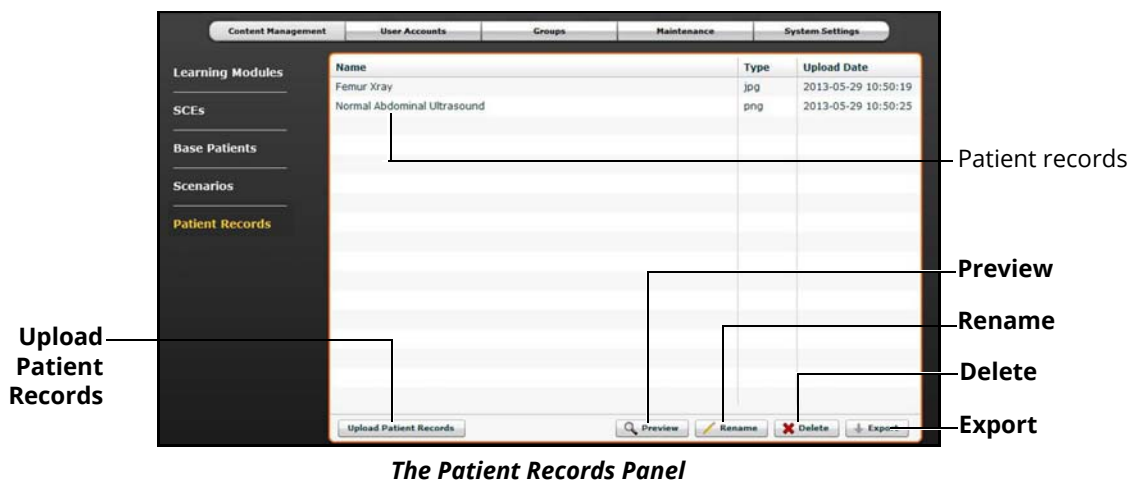 Content Management User Accounts Groups Maintenance System Settings
Learning Modules
SCEs
Base Patients
Scenarios
Patient Records
Name Type Upload Date
Femur Xray jpg 2013-05-29 10:50:19
Normal Abdominal Ultrasound png 2013-05-29 10:50:25
Patient records
Preview
Rename
Delete
Export
Upload
Patient
Records
Upload Patient Records Preview Rename Delete Export
The Patient Records Panel